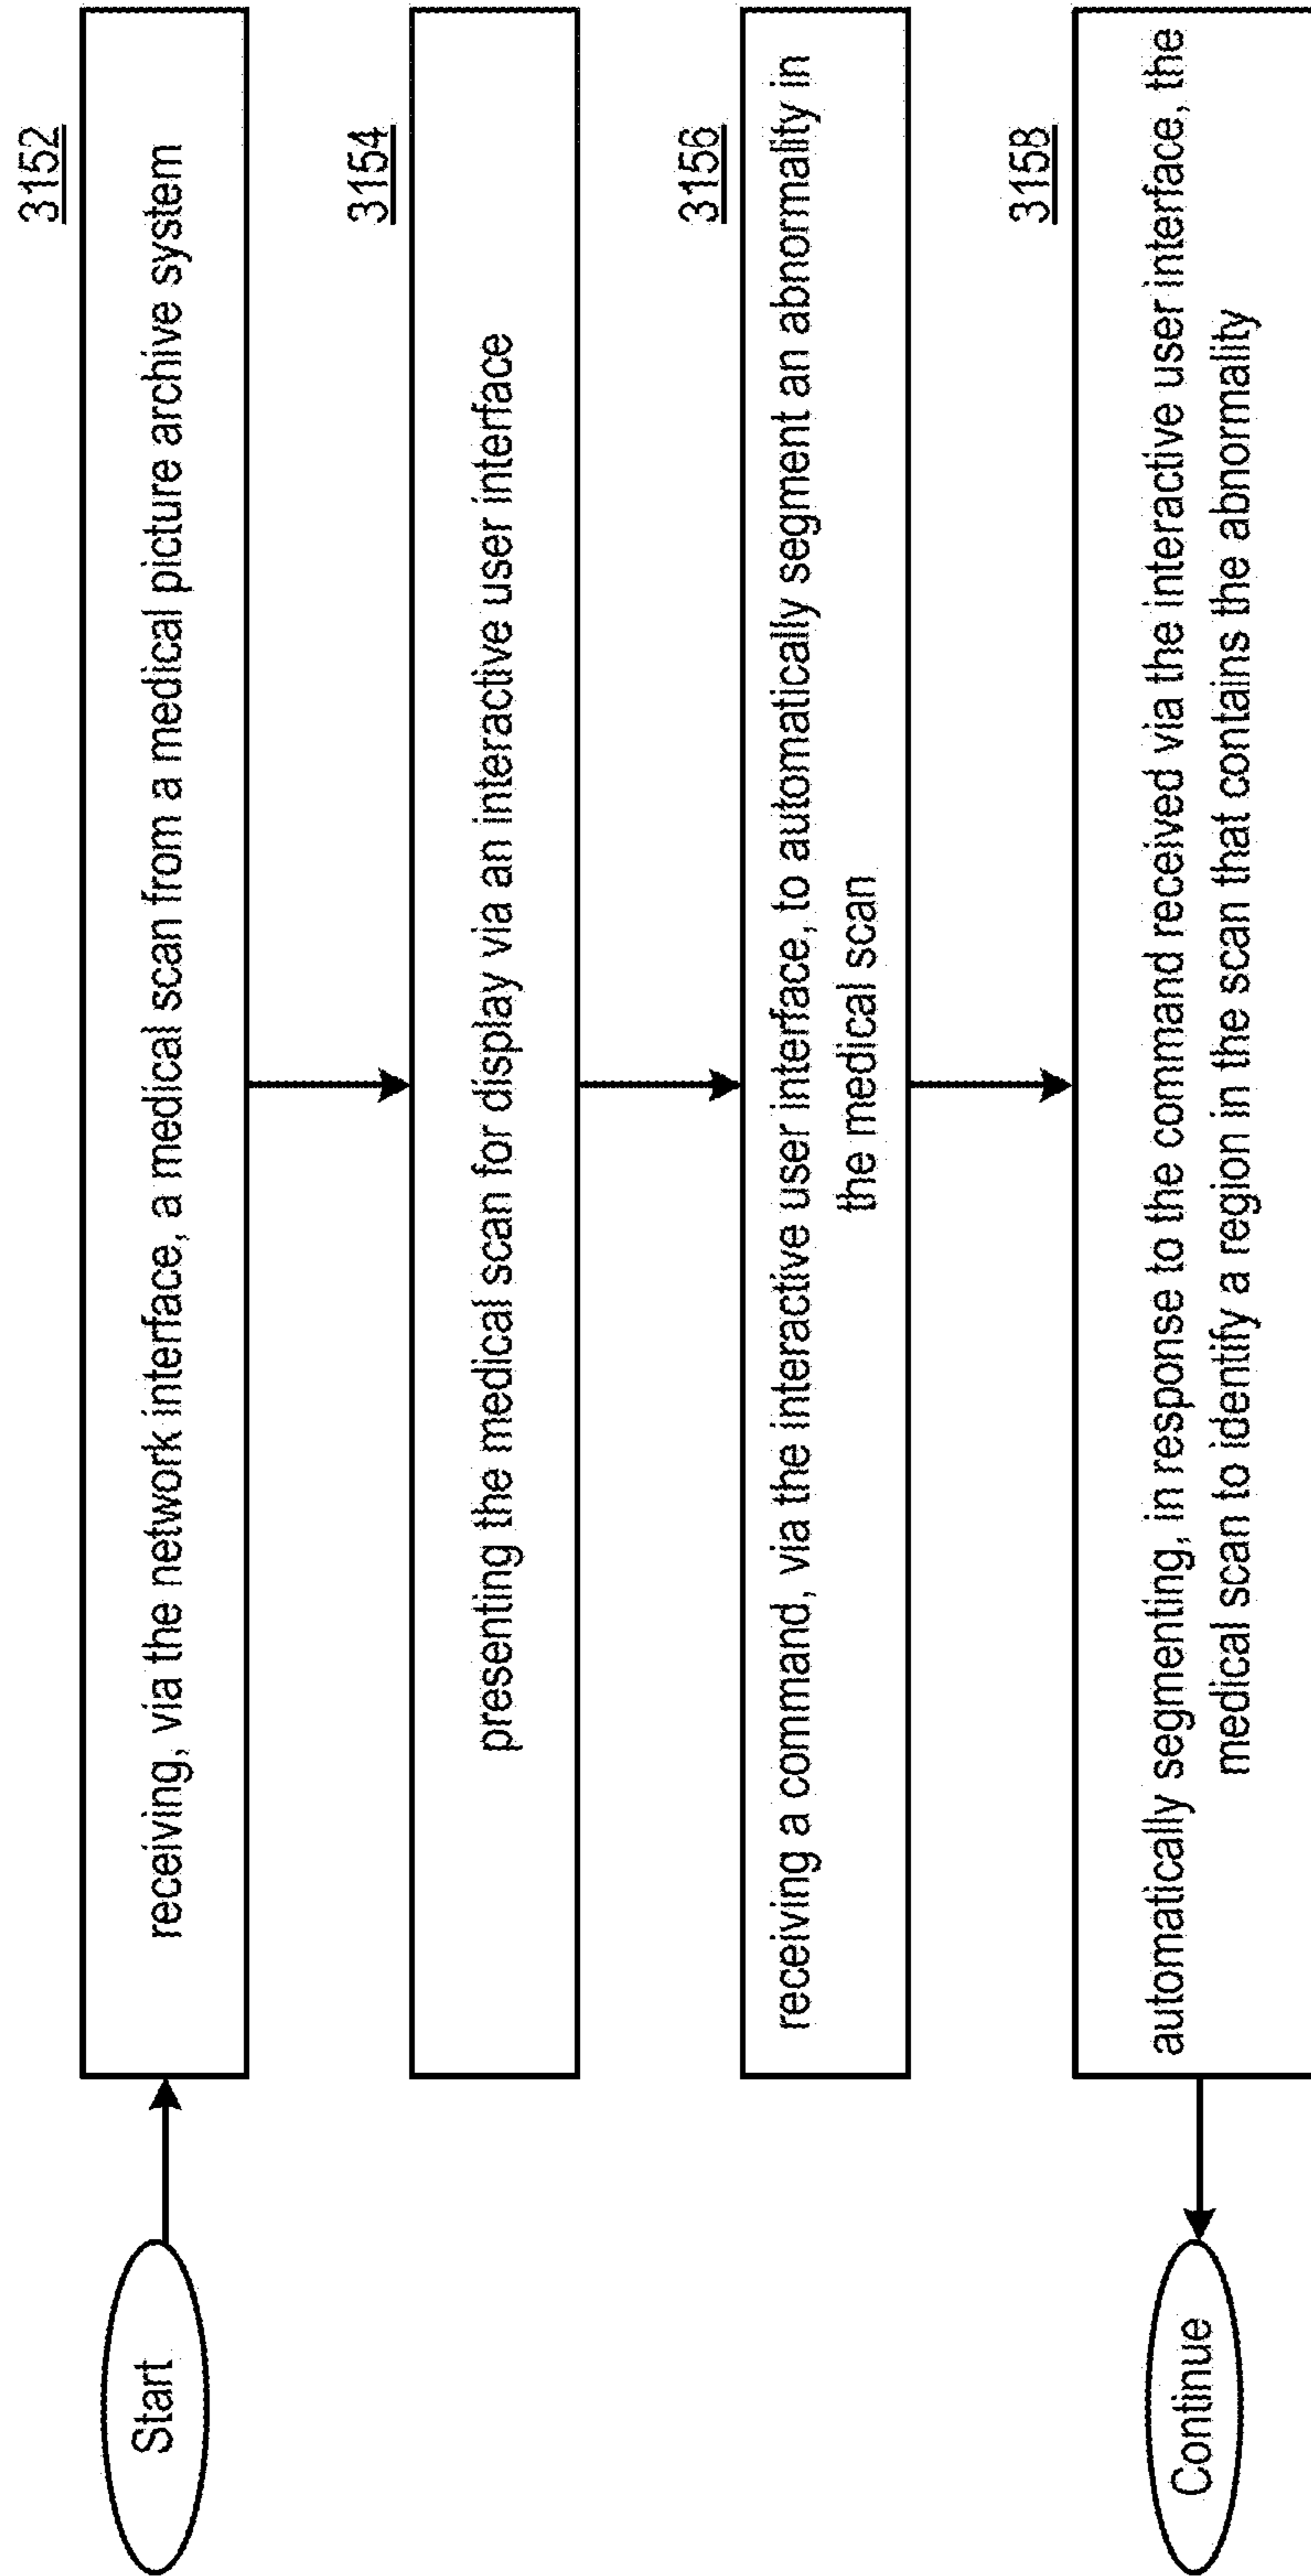 Start
3152
receiving, via the network interface, a medical scan from a medical picture archive system
3154
presenting the medical scan for display via an interactive user interface
3156
receiving a command, via the interactive user interface, to automatically segment an abnormality in
the medical scan
3158
automatically segmenting, in response to the command received via the interactive user interface, the
medical scan to identify a region in the scan that contains the abnormality
Continue